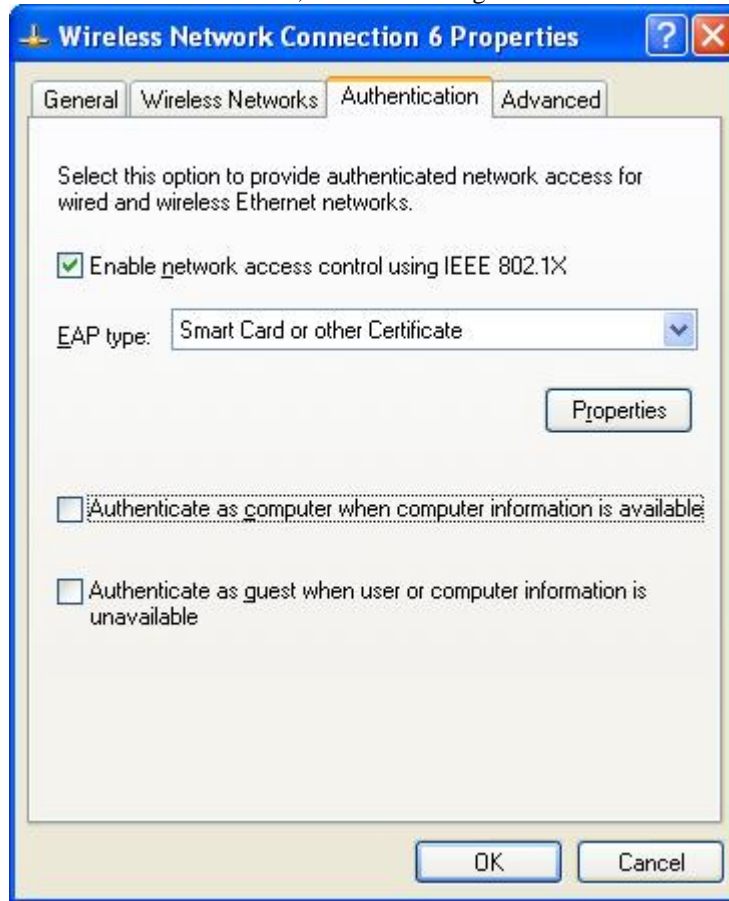 Wireless Network Connection 6 Properties
General Wireless Networks Authentication Advanced
Select this option to provide authenticated network access for
wired and wireless Ethernet networks.
Enable network access control using IEEE 802.1X
EAP type: Smart Card or other Certificate
Properties
Authenticate as computer when computer information is available
Authenticate as guest when user or computer information is
unavailable
OK Cancel